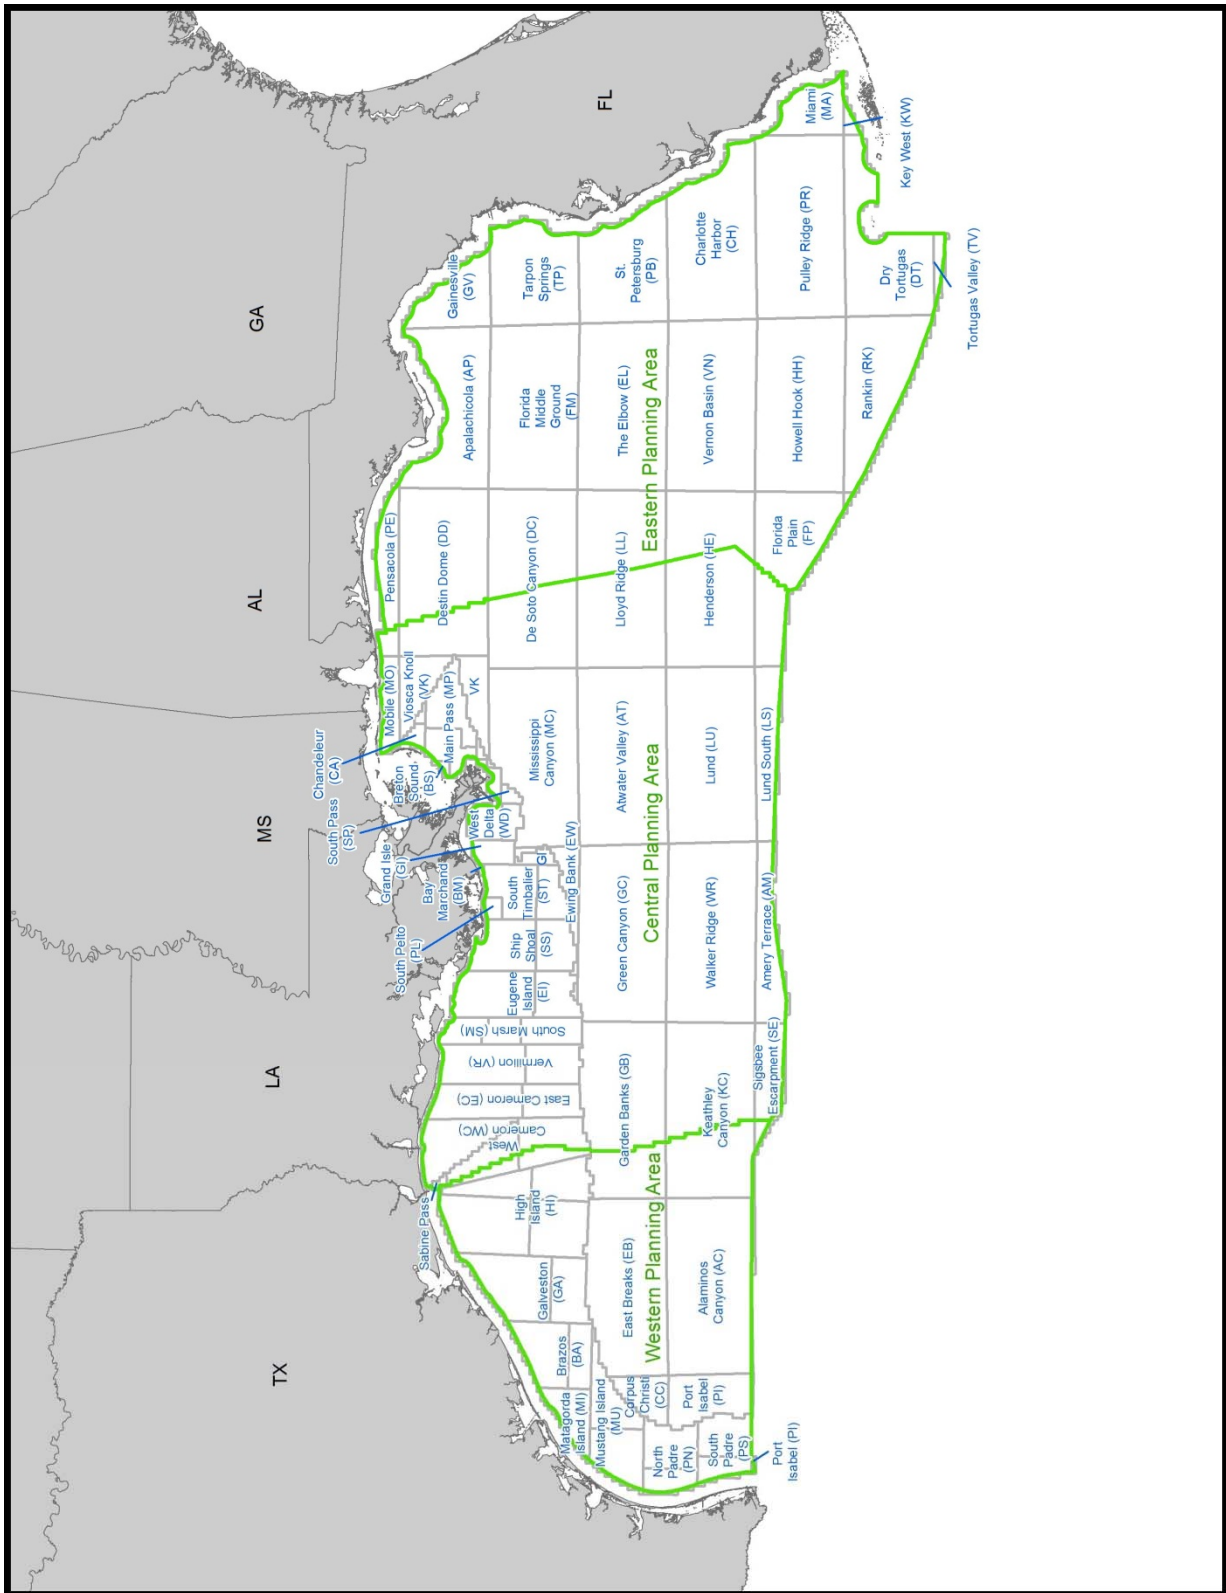 TX
LA
MS
AL
GA
FL
Western Planning Area
Central Planning Area
Eastern Planning Area
Sabine Pass
High
Island
(HI)
Galveston
(GA)
Brazos
(BA)
Matagorda
Island (MI)
Mustang Island
(MU)
Corpus
Christi
(CC)
North
Padre
(PN)
South
Padre
(PS)
Port
Isabel
(PI)
Port
Isabel (PI)
East Breaks (EB)
Alaminos
Canyon (AC)
West
Cameron (WC)
East Cameron (EC)
Vermilion (VR)
South Marsh (SM)
Eugene
Island
(EI)
Ship
Shoal
(SS)
South
Timbalier
(ST)
South Pelto
(PL)
Bay
Marchand
(BM)
Grand Isle
(GI)
GI
South Pass
(SP)
West
Delta
(WD)
Chandeleur
(CA)
Breton
Sound
(BS)
Main Pass (MP)
Mobile (MO)
Viosca Knoll
(VK)
VK
Ewing Bank (EW)
Mississippi
Canyon (MC)
Garden Banks (GB)
Green Canyon (GC)
Atwater Valley (AT)
Keathley
Canyon (KC)
Walker Ridge (WR)
Lund (LU)
Sigsbee
Escarpment (SE)
Amery Terrace (AM)
Lund South (LS)
Pensacola (PE)
Destin Dome (DD)
De Soto Canyon (DC)
Lloyd Ridge (LL)
Henderson (HE)
Florida
Plain
(FP)
Apalachicola (AP)
Florida
Middle
Ground
(FM)
The Elbow (EL)
Vernon Basin (VN)
Howell Hook (HH)
Rankin (RK)
Gainesville
(GV)
Tarpon
Springs
(TP)
St.
Petersburg
(PB)
Charlotte
Harbor
(CH)
Pulley Ridge (PR)
Dry
Tortugas
(DT)
Tortugas Valley (TV)
Miami
(MA)
Key West (KW)